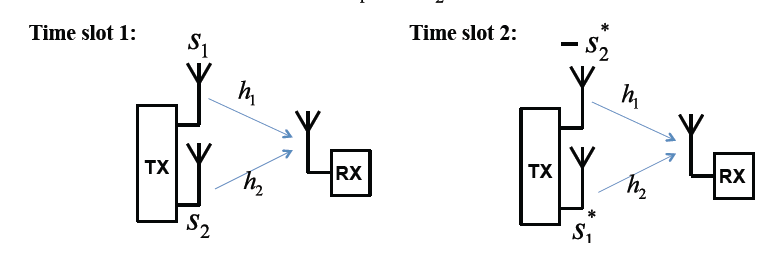 Time slot 1:
S₁
h₁
TX
RX
h₂
S₂
Time slot 2:
− S₂*
h₁
TX
RX
h₂
S₁*